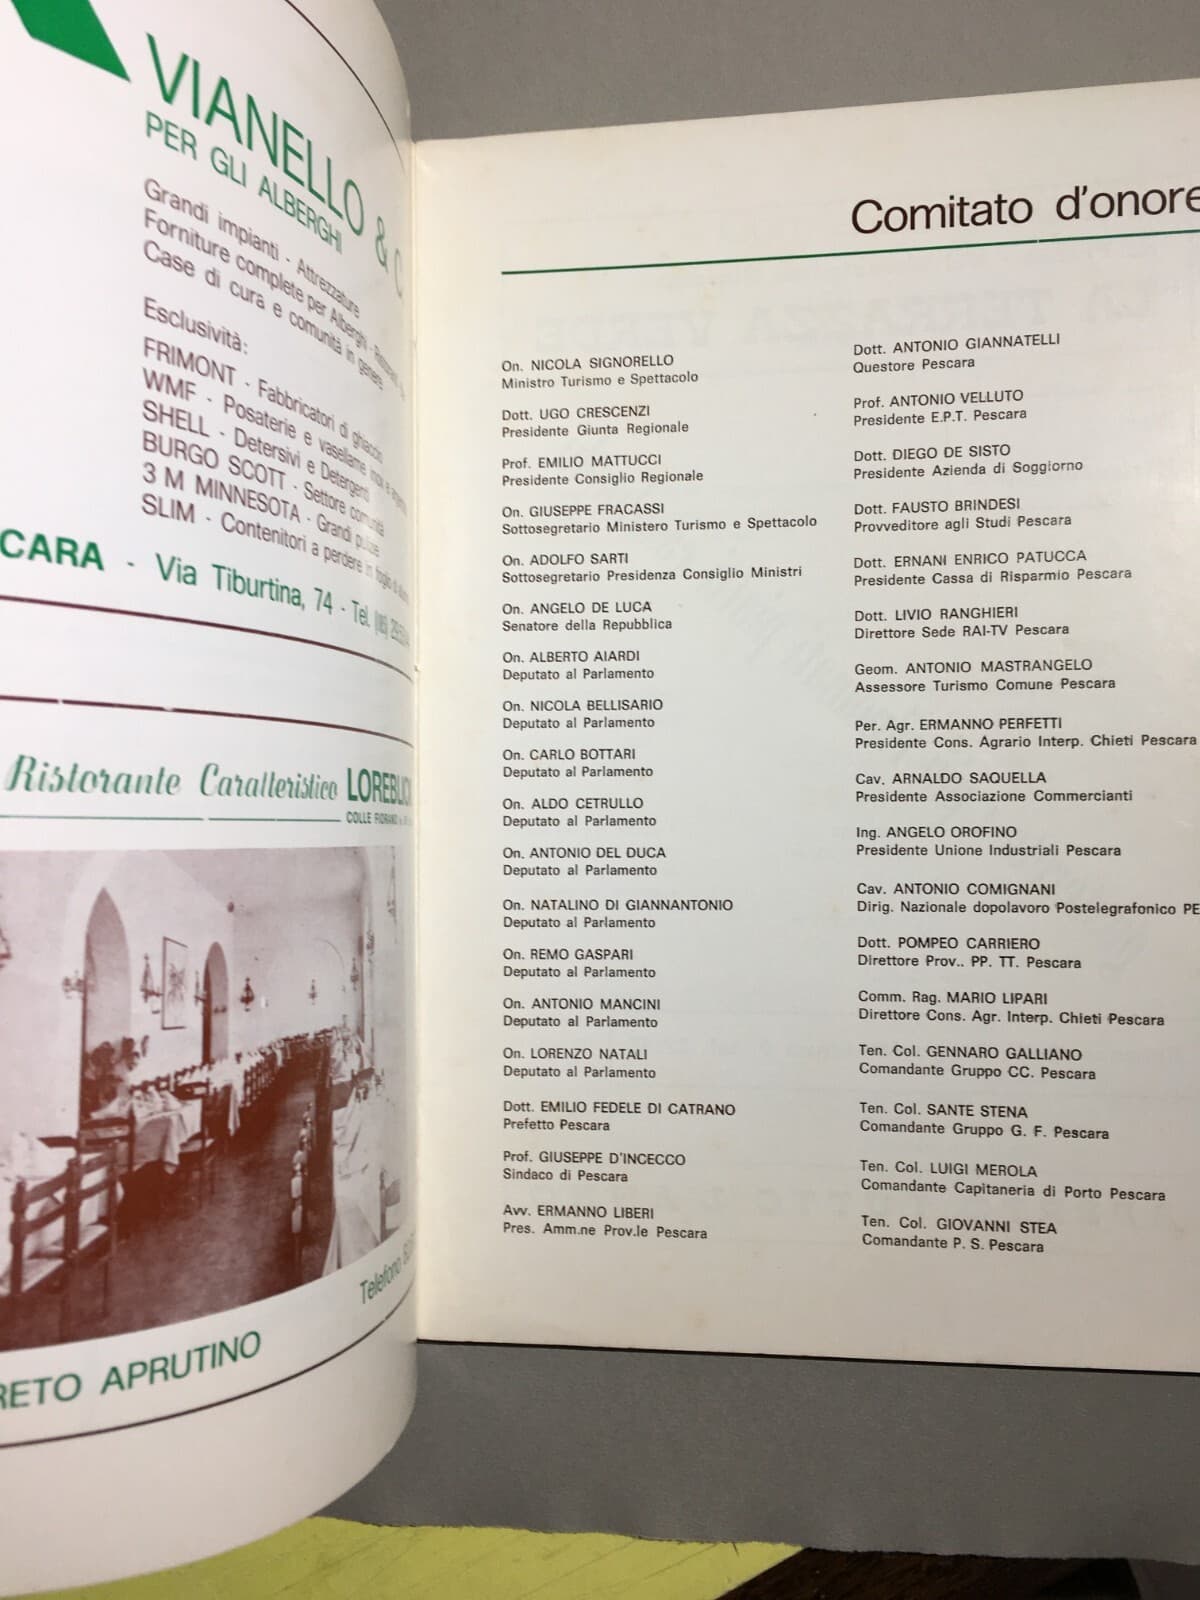 VIANELLO & C
PER GLI ALBERGHI
Grandi impianti - Attrezzature
Forniture complete per Alberghi -
Case di cura e comunità in genere
Esclusività:
FRIMONT - Fabbricatori di ghiaccio
WMF - Posaterie e vasellame inox e
SHELL - Detersivi e Detergenti
BURGO SCOTT - Settore comunità
3 M MINNESOTA - Grandi pulizie
SLIM - Contenitori a perdere in foglio di
CARA - Via Tiburtina, 74 - Tel.
Ristorante Caratteristico
COLLE
Telefono
RETO APRUTINO
Comitato d'onore
On. NICOLA SIGNORELLO
Ministro Turismo e Spettacolo
Dott. UGO CRESCENZI
Presidente Giunta Regionale
Prof. EMILIO MATTUCCI
Presidente Consiglio Regionale
On. GIUSEPPE FRACASSI
Sottosegretario Ministero Turismo e Spettacolo
On. ADOLFO SARTI
Sottosegretario Presidenza Consiglio Ministri
On. ANGELO DE LUCA
Senatore della Repubblica
On. ALBERTO AIARDI
Deputato al Parlamento
On. NICOLA BELLISARIO
Deputato al Parlamento
On. CARLO BOTTARI
Deputato al Parlamento
On. ALDO CETRULLO
Deputato al Parlamento
On. ANTONIO DEL DUCA
Deputato al Parlamento
On. NATALINO DI GIANNANTONIO
Deputato al Parlamento
On. REMO GASPARI
Deputato al Parlamento
On. ANTONIO MANCINI
Deputato al Parlamento
On. LORENZO NATALI
Deputato al Parlamento
Dott. EMILIO FEDELE DI CATRANO
Prefetto Pescara
Prof. GIUSEPPE D'INCECCO
Sindaco di Pescara
Avv. ERMANNO LIBERI
Pres. Amm.ne Prov.le Pescara
Dott. ANTONIO GIANNATELLI
Questore Pescara
Prof. ANTONIO VELLUTO
Presidente E.P.T. Pescara
Dott. DIEGO DE SISTO
Presidente Azienda di Soggiorno
Dott. FAUSTO BRINDESI
Provveditore agli Studi Pescara
Dott. ERNANI ENRICO PATUCCA
Presidente Cassa di Risparmio Pescara
Dott. LIVIO RANGHIERI
Direttore Sede RAI-TV Pescara
Geom. ANTONIO MASTRANGELO
Assessore Turismo Comune Pescara
Per. Agr. ERMANNO PERFETTI
Presidente Cons. Agrario Interp. Chieti Pescara
Cav. ARNALDO SAQUELLA
Presidente Associazione Commercianti
Ing. ANGELO OROFINO
Presidente Unione Industriali Pescara
Cav. ANTONIO COMIGNANI
Dirig. Nazionale dopolavoro Postelegrafonico PE
Dott. POMPEO CARRIERO
Direttore Prov.. PP. TT. Pescara
Comm. Rag. MARIO LIPARI
Direttore Cons. Agr. Interp. Chieti Pescara
Ten. Col. GENNARO GALLIANO
Comandante Gruppo CC. Pescara
Ten. Col. SANTE STENA
Comandante Gruppo G. F. Pescara
Ten. Col. LUIGI MEROLA
Comandante Capitaneria di Porto Pescara
Ten. Col. GIOVANNI STEA
Comandante P. S. Pescara